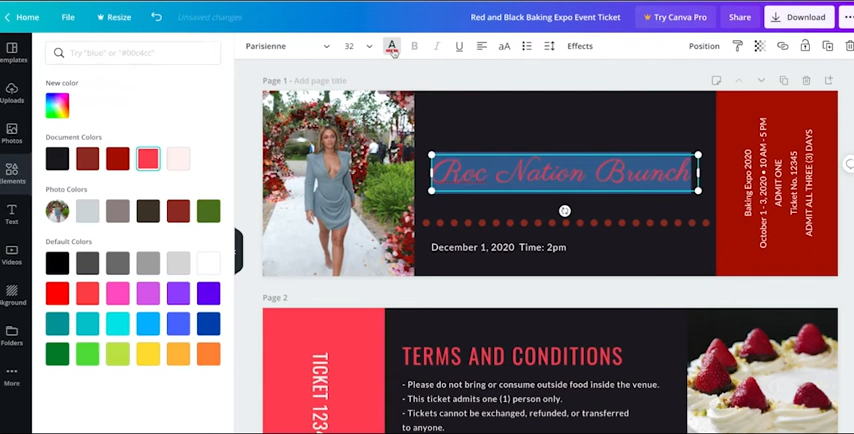 Home
File
Resize
Unsaved changes
Red and Black Baking Expo Event Ticket
Try Canva Pro
Share
Download
emplates
Uploads
Photos
Elements
Text
Videos
kground
Folders
More
Try "blue" or "#00c4cc"
New color
Document Colors
Photo Colors
Default Colors
Parisienne
32
A
B
I
U
aA
Effects
Position
Page 1 - Add page title
Roc Nation Brunch
December 1, 2020 Time: 2pm
Baking Expo 2020
October 1 - 3, 2020 • 10 AM - 5 PM
ADMIT ONE
Ticket No. 12345
ADMIT ALL THREE (3) DAYS
Page 2
TICKET 1234
TERMS AND CONDITIONS
- Please do not bring or consume outside food inside the venue.
- This ticket admits one (1) person only.
- Tickets cannot be exchanged, refunded, or transferred
to anyone.